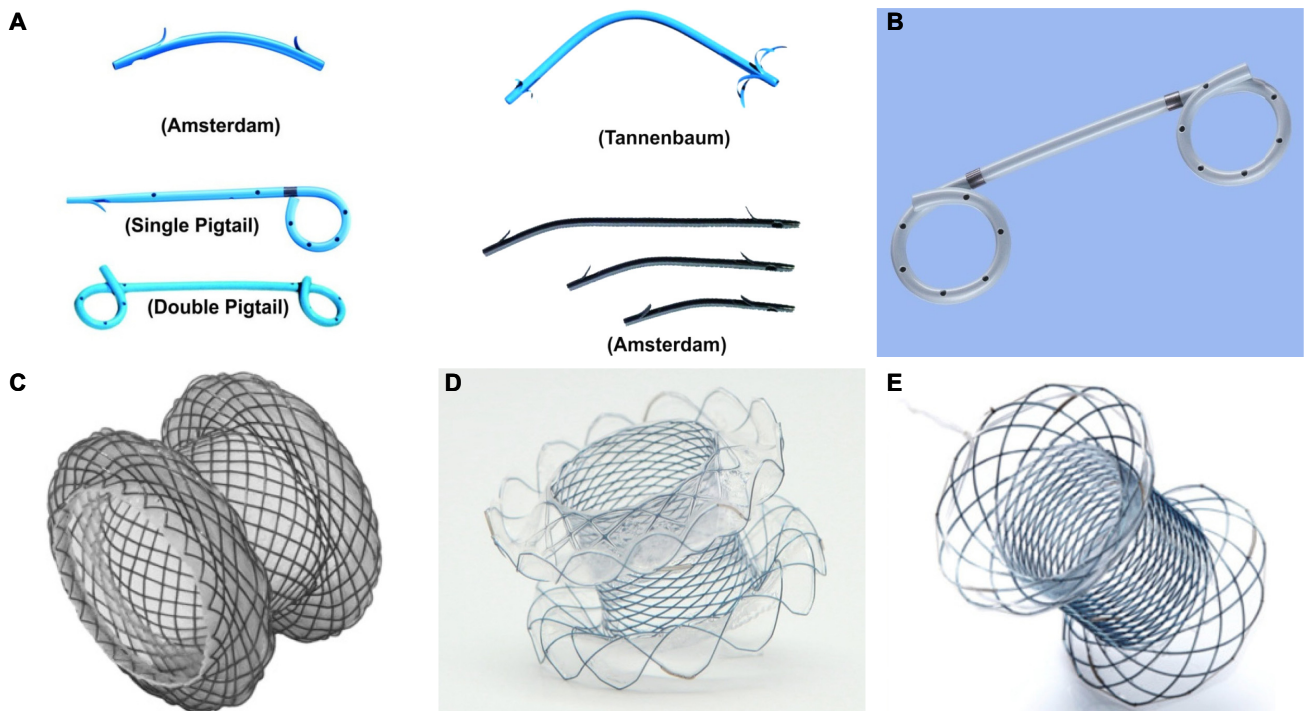 A
(Amsterdam)
(Tannenbaum)
B
(Single Pigtail)
(Double Pigtail)
(Amsterdam)
C
D
E